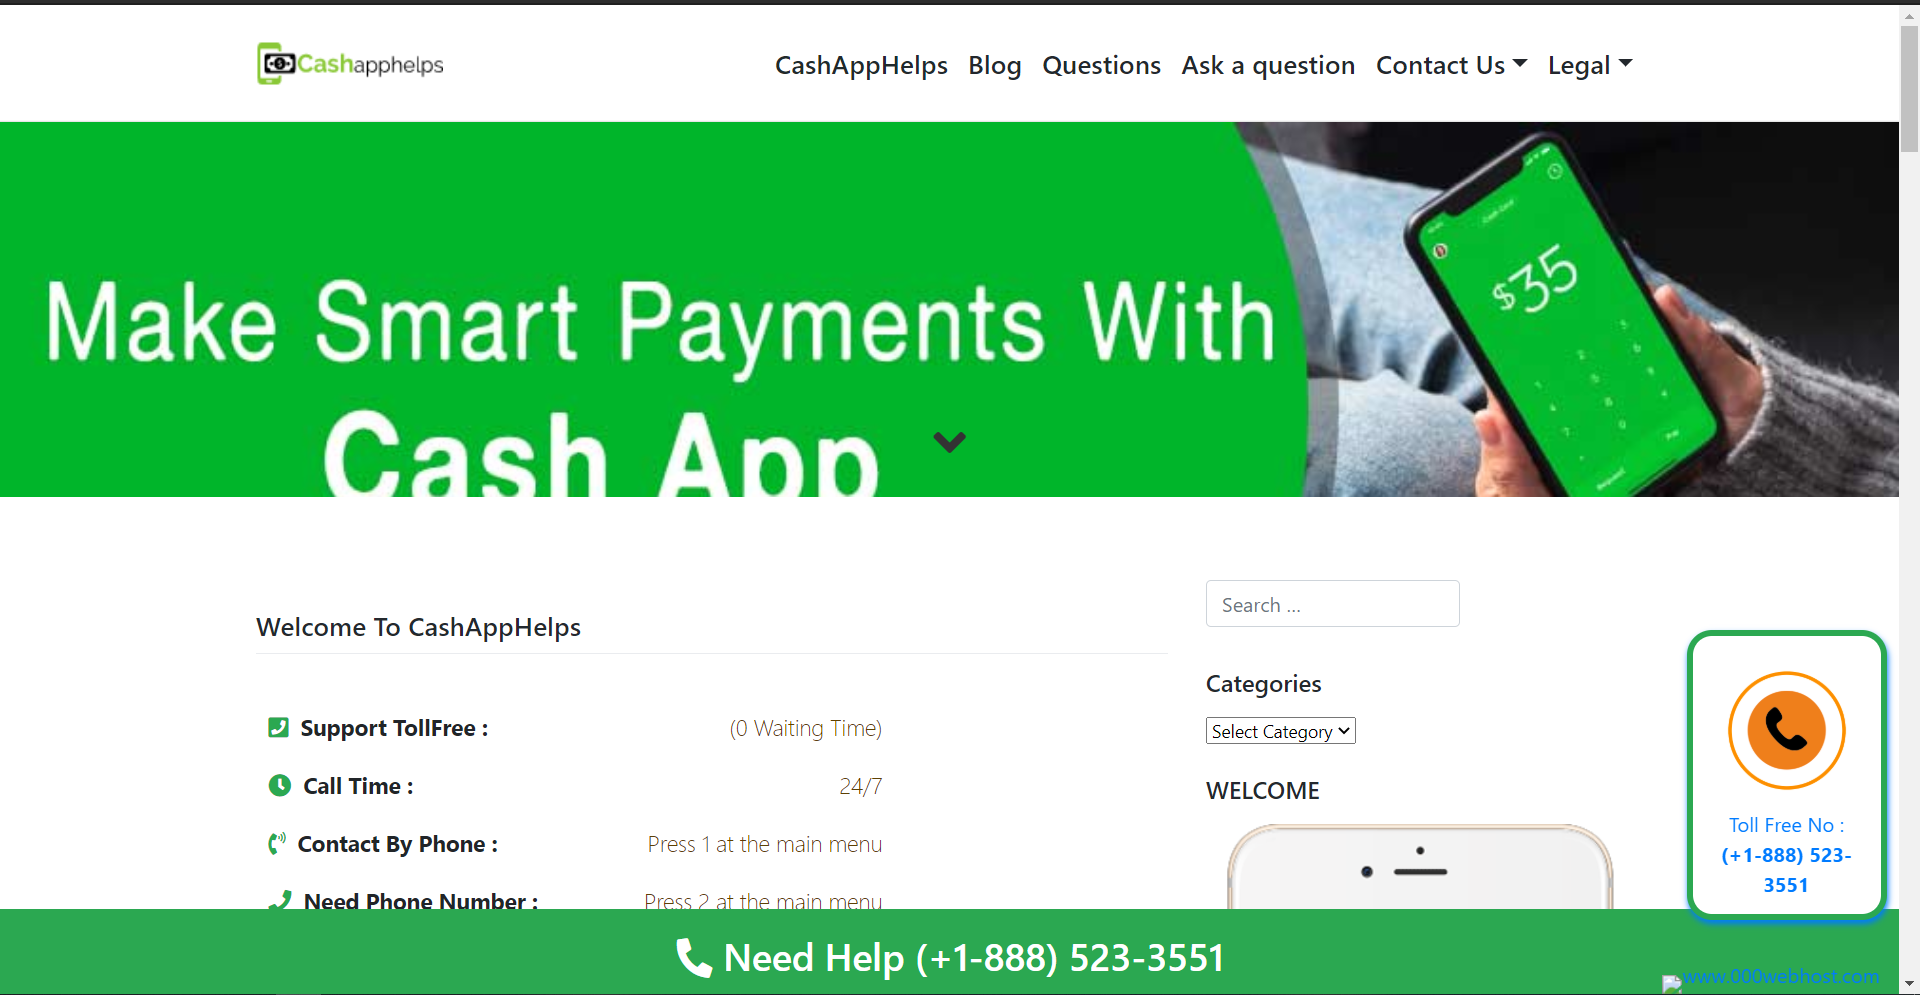 Cashapphelps
CashAppHelps Blog Questions Ask a question Contact Us Legal
Make Smart Payments With
Cash App
$35
Welcome To CashAppHelps
Support TollFree : (0 Waiting Time)
Call Time : 24/7
Contact By Phone : Press 1 at the main menu
Need Phone Number : Press 2 at the main menu
Search ...
Categories
Select Category
WELCOME
Toll Free No :
(+1-888) 523-
3551
Need Help (+1-888) 523-3551
www.000webhost.com